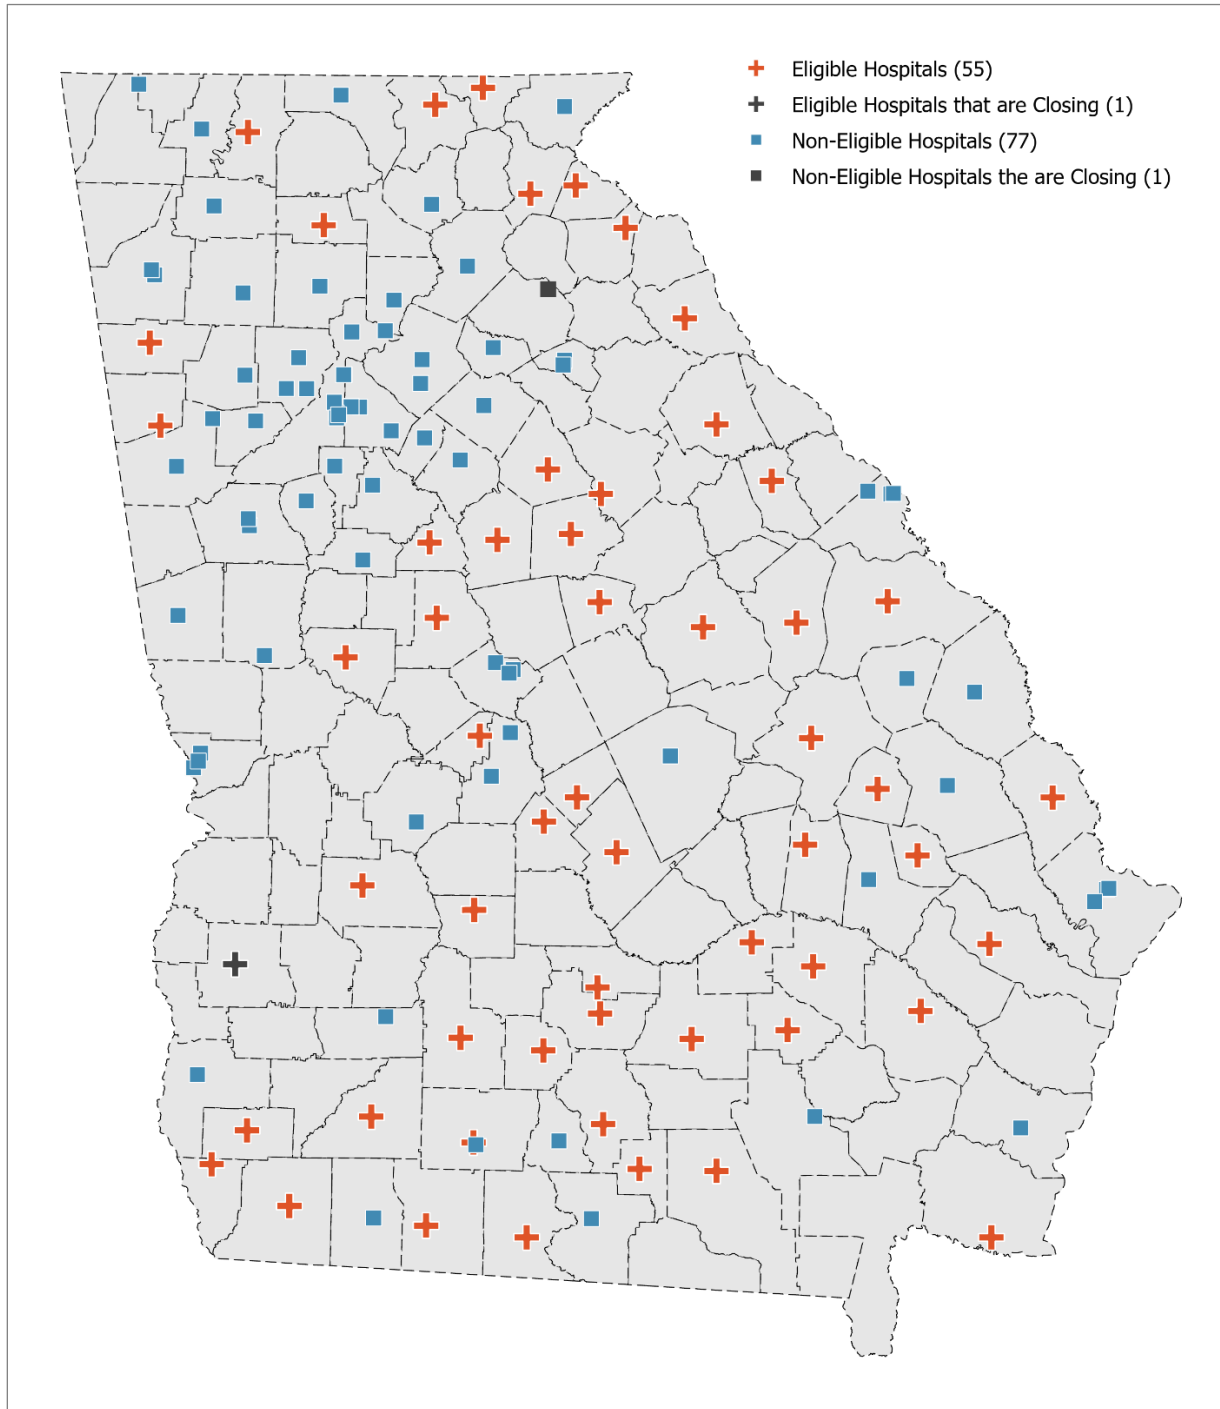 Eligible Hospitals (55)
Eligible Hospitals that are Closing (1)
Non-Eligible Hospitals (77)
Non-Eligible Hospitals the are Closing (1)